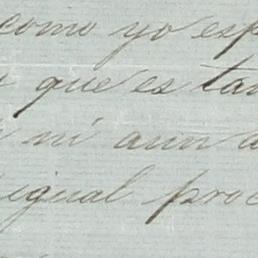 como yo esp
que es tan
ni aun a
igual proc